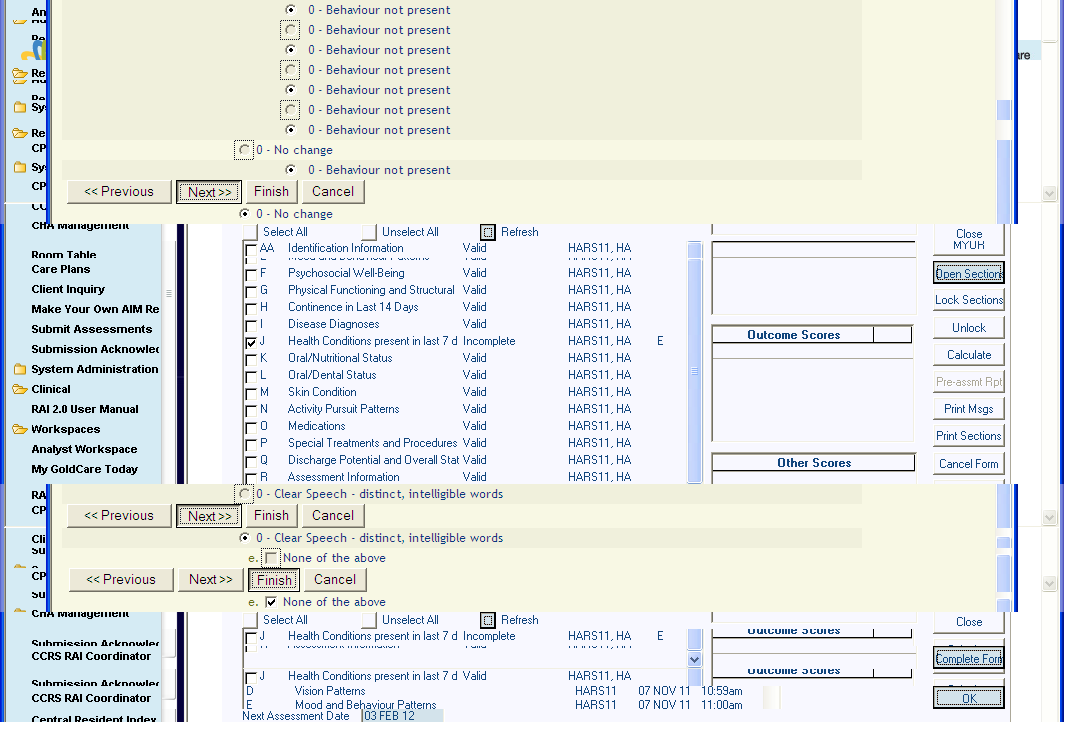 An
0 - Behaviour not present
0 - Behaviour not present
0 - Behaviour not present
are
Re
0 - Behaviour not present
0 - Behaviour not present
Sy
0 - Behaviour not present
Re
0 - Behaviour not present
CP
0 - No change
Sy
0 - Behaviour not present
CP
<< Previous Next>> Finish Cancel
0 - No change
CHA Management
Select All Unselect All Refresh
Close
MYUH
AA Identification Information Valid HARS11, HA
Room Table
E Mood and Behaviour Patterns Valid HARS11, HA
Care Plans
F Psychosocial Well-Being Valid HARS11, HA
Open Section
Client Inquiry
G Physical Functioning and Structural Valid HARS11, HA
Lock Sections
Make Your Own AIM Re
H Continence in Last 14 Days Valid HARS11, HA
Submit Assessments
I Disease Diagnoses Valid HARS11, HA
Unlock
Outcome Scores
Submission Acknowlec
J Health Conditions present in last 7 d Incomplete HARS11, HA E
Calculate
System Administration
K Oral/Nutritional Status Valid HARS11, HA
L Oral/Dental Status Valid HARS11, HA
Pre-assmt Rpt
Clinical
M Skin Condition Valid HARS11, HA
RAI 2.0 User Manual
N Activity Pursuit Patterns Valid HARS11, HA
Print Msgs
Workspaces
O Medications Valid HARS11, HA
Print Sections
Analyst Workspace
P Special Treatments and Procedures Valid HARS11, HA
My GoldCare Today
Q Discharge Potential and Overall Stat Valid HARS11, HA
Other Scores
Cancel Form
R Assessment Information Valid HARS11, HA
RA
0 - Clear Speech - distinct, intelligible words
CP
<< Previous Next>> Finish Cancel
Cli
0 - Clear Speech - distinct, intelligible words
e. None of the above
CP
<< Previous Next>> Finish Cancel
e. None of the above
CHA Management
Select All Unselect All Refresh
Close
Outcome Scores
J Health Conditions present in last 7 d Incomplete HARS11, HA E
Submission Acknowlec
CCRS RAI Coordinator
Complete Form
Outcome Scores
J Health Conditions present in last 7 d Incomplete HARS11, HA E
Submission Acknowlec
D Vision Patterns HARS11 07 NOV 11 10:59am
CCRS RAI Coordinator
OK
E Mood and Behaviour Patterns HARS11 07 NOV 11 11:00am
Central Resident Index
Next Assessment Date 03 FEB 12